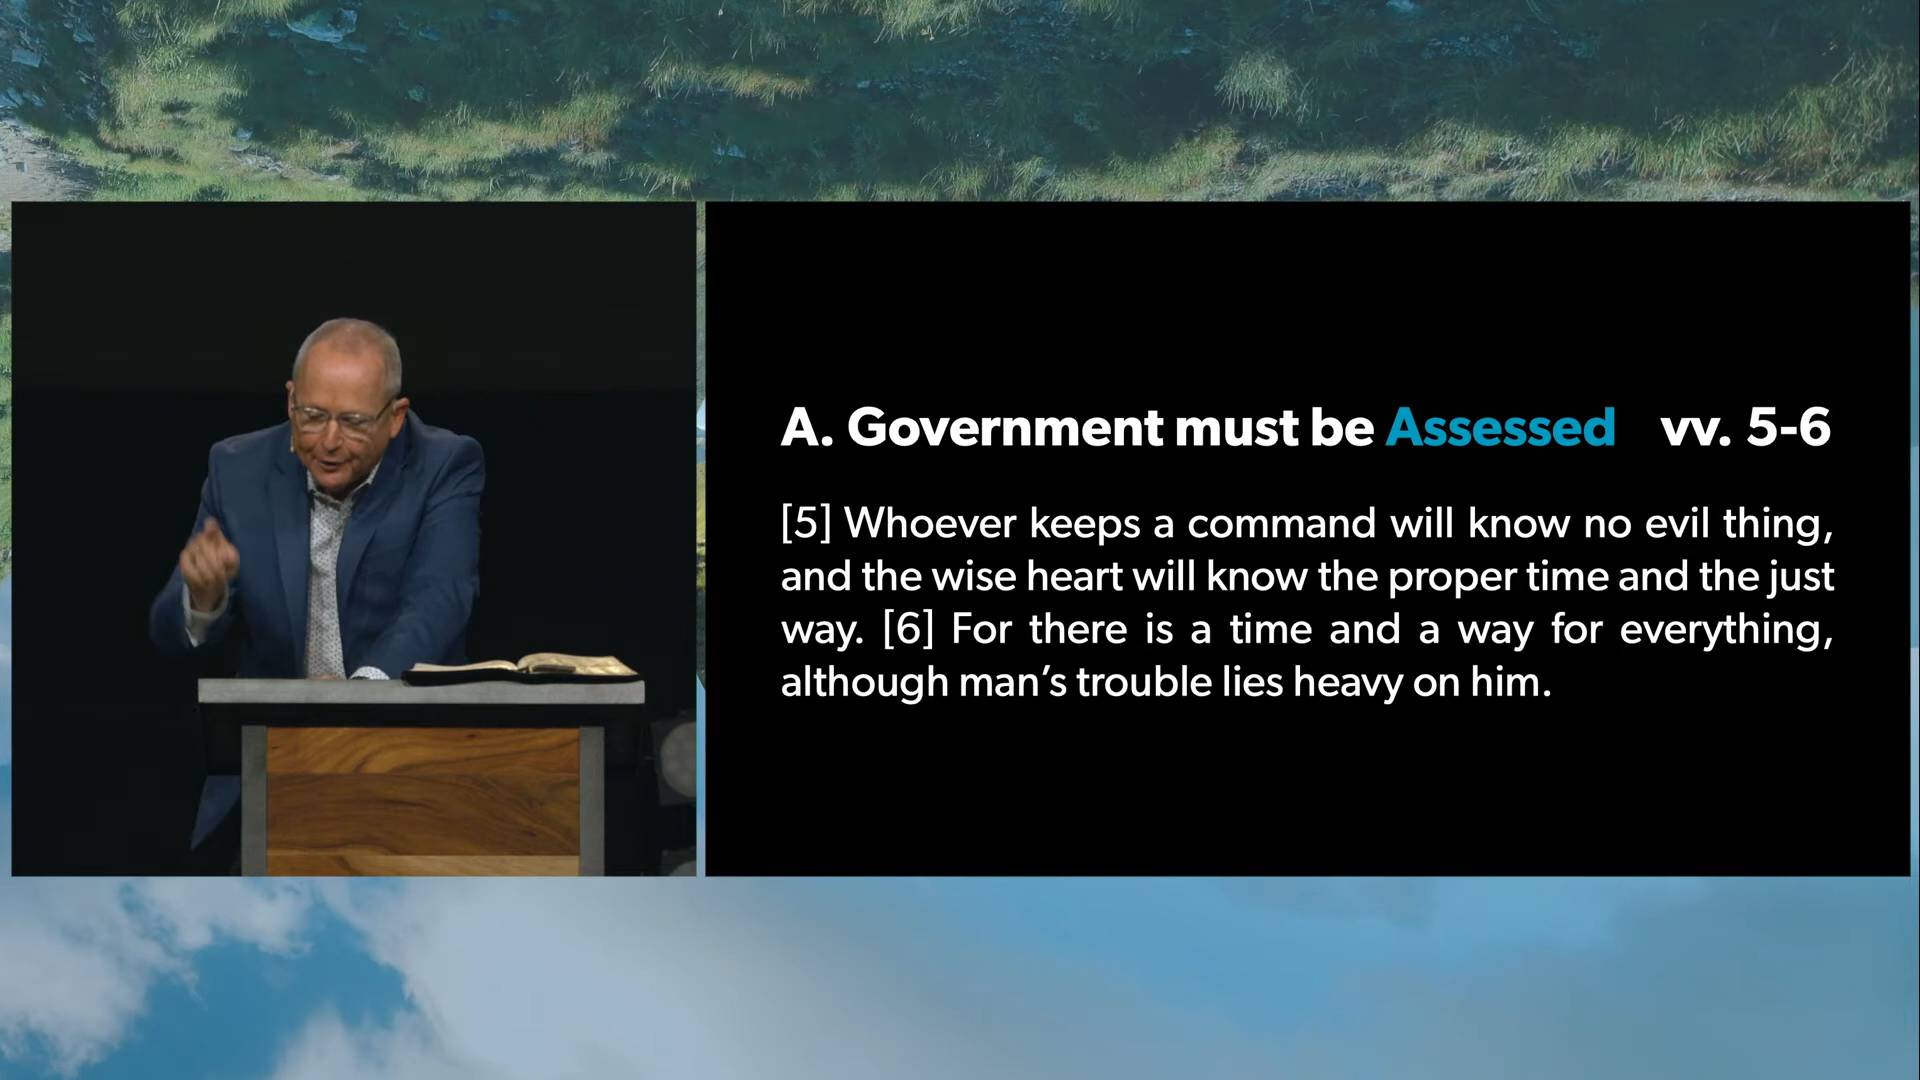 A. Government must be Assessed vv. 5-6
[5] Whoever keeps a command will know no evil thing,
and the wise heart will know the proper time and the just
way. [6] For there is a time and a way for everything,
although man’s trouble lies heavy on him.